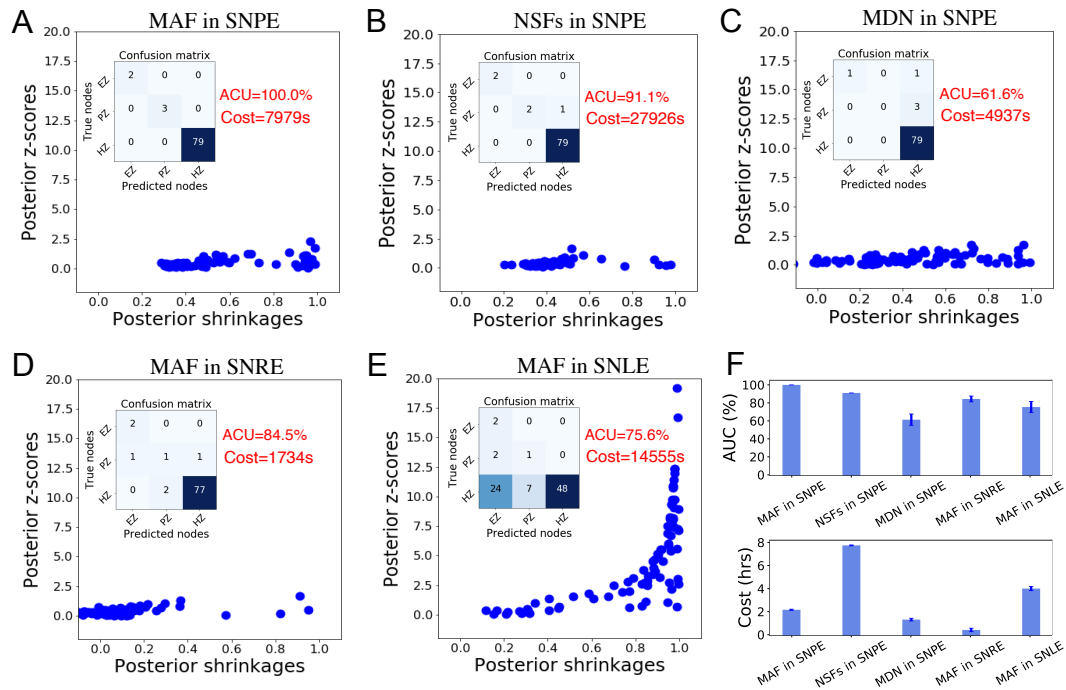 A
MAF in SNPE
20.0
17.5
15.0
12.5
10.0
7.5
5.0
2.5
0.0
Posterior z-scores
0.0 0.2 0.4 0.6 0.8 1.0
Posterior shrinkages
Confusion matrix
True nodes
EZ 2 0 0
PZ 0 3 0
HZ 0 0 79
EZ PZ HZ
Predicted nodes
ACU=100.0%
Cost=7979s
B
NSFs in SNPE
20.0
17.5
15.0
12.5
10.0
7.5
5.0
2.5
0.0
Posterior z-scores
0.0 0.2 0.4 0.6 0.8 1.0
Posterior shrinkages
Confusion matrix
True nodes
EZ 2 0 0
PZ 0 2 1
HZ 0 0 79
EZ PZ HZ
Predicted nodes
ACU=91.1%
Cost=27926s
C
MDN in SNPE
20.0
17.5
15.0
12.5
10.0
7.5
5.0
2.5
0.0
Posterior z-scores
0.0 0.2 0.4 0.6 0.8 1.0
Posterior shrinkages
Confusion matrix
True nodes
EZ 1 0 1
PZ 0 0 3
HZ 0 0 79
EZ PZ HZ
Predicted nodes
ACU=61.6%
Cost=4937s
D
MAF in SNRE
20.0
17.5
15.0
12.5
10.0
7.5
5.0
2.5
0.0
Posterior z-scores
0.0 0.2 0.4 0.6 0.8 1.0
Posterior shrinkages
Confusion matrix
True nodes
EZ 2 0 0
PZ 1 1 1
HZ 0 2 77
EZ PZ HZ
Predicted nodes
ACU=84.5%
Cost=1734s
E
MAF in SNLE
20.0
17.5
15.0
12.5
10.0
7.5
5.0
2.5
0.0
Posterior z-scores
0.0 0.2 0.4 0.6 0.8 1.0
Posterior shrinkages
Confusion matrix
True nodes
EZ 2 0 0
PZ 2 1 0
HZ 24 7 48
EZ PZ HZ
Predicted nodes
ACU=75.6%
Cost=14555s
F
AUC (%)
100
80
60
40
20
0
MAF in SNPE
NSFs in SNPE
MDN in SNPE
MAF in SNRE
MAF in SNLE
Cost (hrs)
8
6
4
2
0
MAF in SNPE
NSFs in SNPE
MDN in SNPE
MAF in SNRE
MAF in SNLE